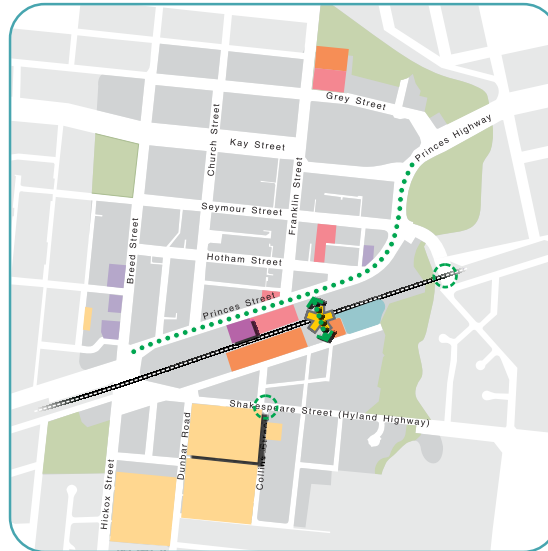 Grey Street
Princes Highway
Church Street
Kay Street
Franklin Street
Seymour Street
Breed Street
Hotham Street
Princes Street
Shakespeare Street (Hyland Highway)
Dunbar Road
Collins Street
Hickox Street